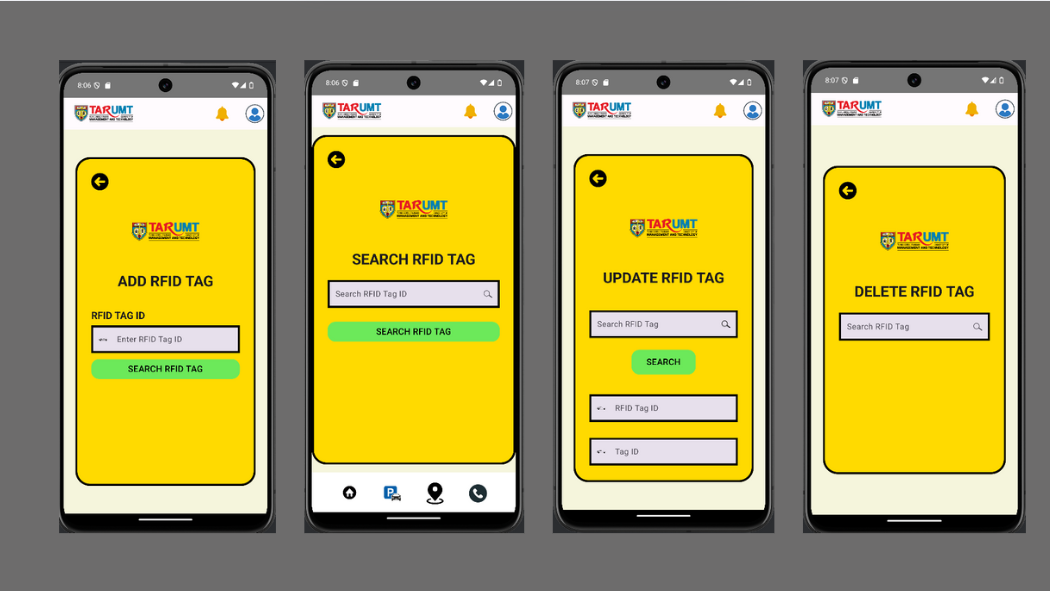 8:06
TARUMT
ADD RFID TAG
RFID TAG ID
Enter RFID Tag ID
SEARCH RFID TAG
8:06
TARUMT
TARUMT
SEARCH RFID TAG
Search RFID Tag ID
SEARCH RFID TAG
P
8:07
TARUMT
TARUMT
UPDATE RFID TAG
Search RFID Tag
SEARCH
RFID Tag ID
Tag ID
8:07
TARUMT
TARUMT
DELETE RFID TAG
Search RFID Tag